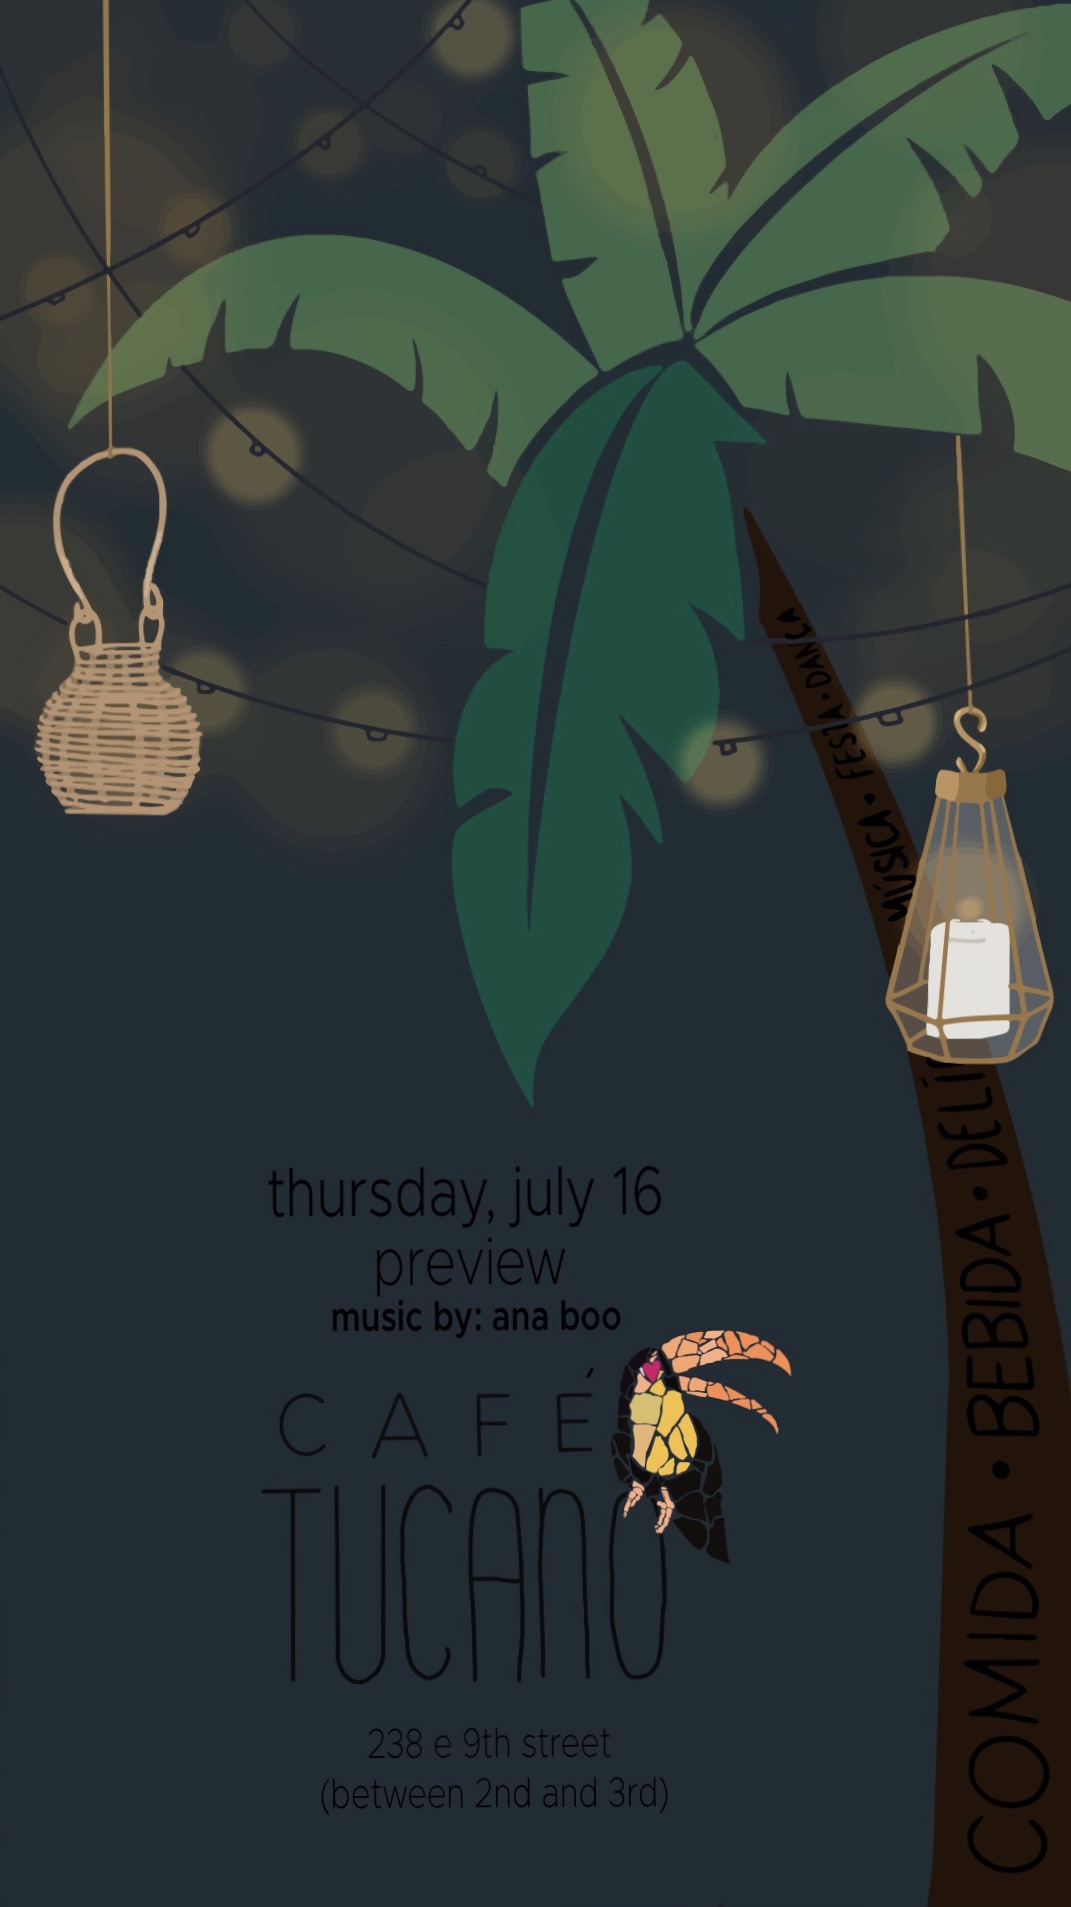 thursday, july 16
preview
music by: ana boo
CAFÉ
TUCANO
238 e 9th street
(between 2nd and 3rd)
COMIDA • BEBIDA •
MÚSICA • FESTA • DANÇA